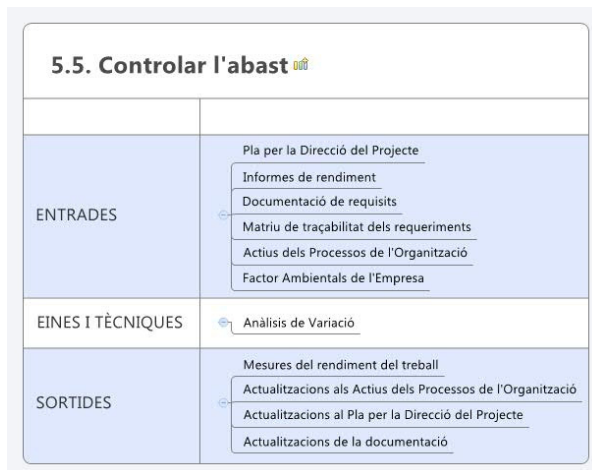 5.5. Controlar l'abast
Pla per la Direcció del Projecte
Informes de rendiment
Documentació de requisits
ENTRADES
Matriu de traçabilitat dels requeriments
Actius dels Processos de l'Organització
Factor Ambientals de l'Empresa
EINES I TÈCNIQUES
Anàlisis de Variació
Mesures del rendiment del treball
Actualitzacions als Actius dels Processos de l'Organització
SORTIDES
Actualitzacions al Pla per la Direcció del Projecte
Actualitzacions de la documentació